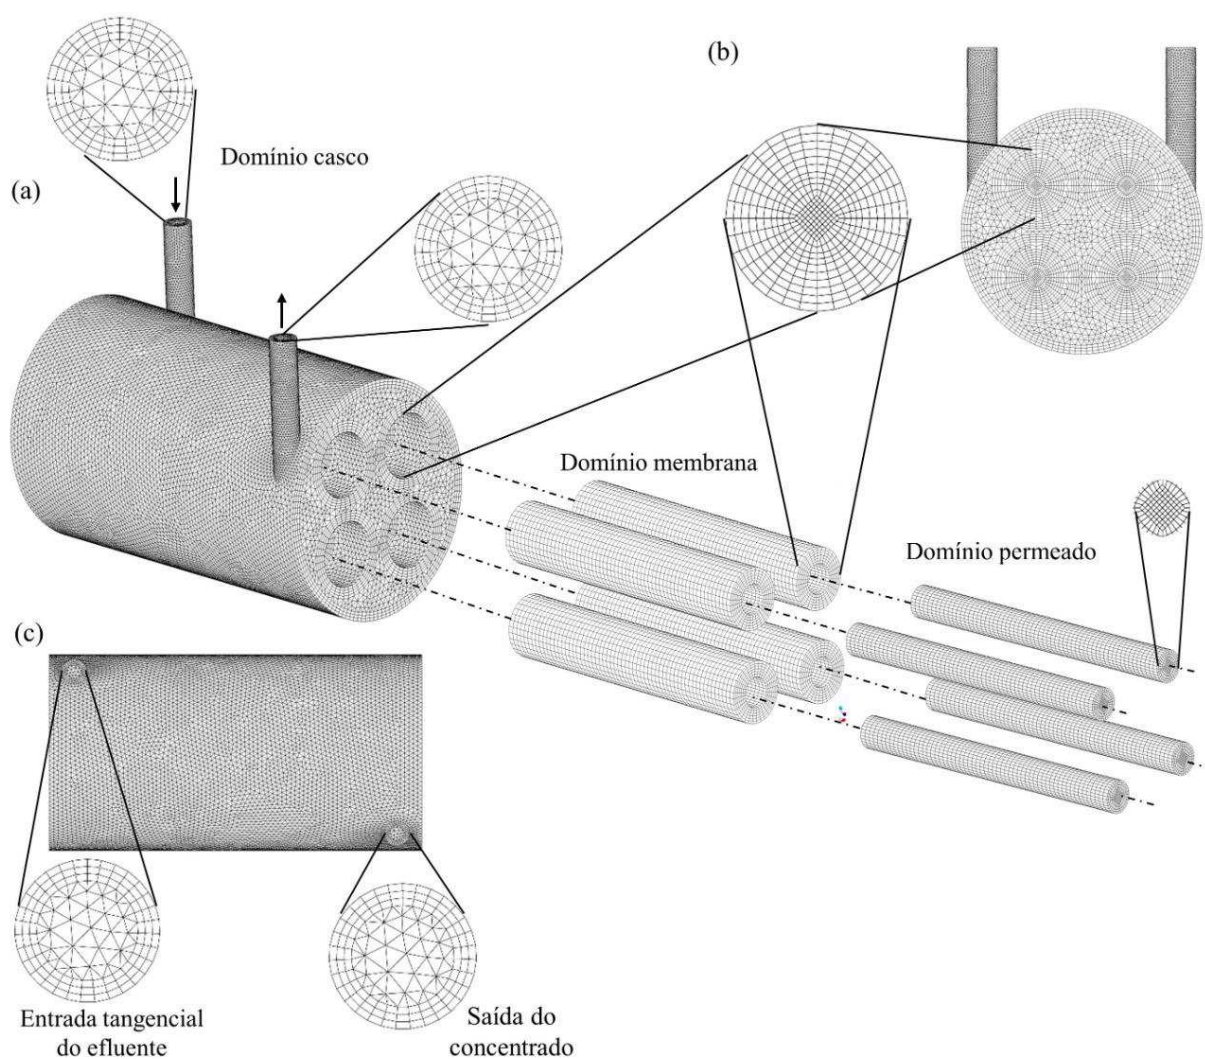 (b)
Domínio casco
(a)
Domínio membrana
Domínio permeado
(c)
Entrada tangencial
do efluente
Saída do
concentrado